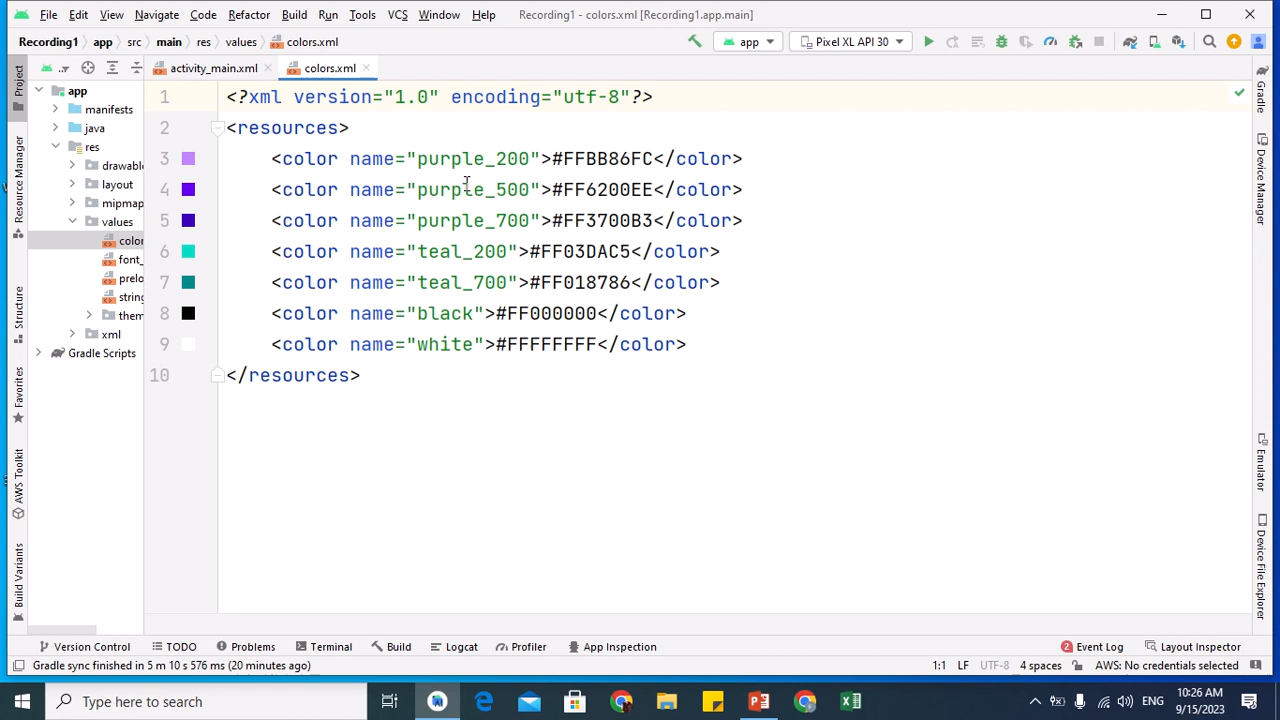 File Edit View Navigate Code Refactor Build Run Tools VCS Window Help Recording1 - colors.xml [Recording1.app.main]
Recording1 app src main res values colors.xml app Pixel XL API 30
Project
Resource Manager
Structure
Favorites
AWS Toolkit
Build Variants
..
activity_main.xml
colors.xml
app
manifests
java
res
drawable
layout
mipmap
values
color
font_
prelo
string
them
xml
Gradle Scripts
1 <?xml version="1.0" encoding="utf-8"?>
2 <resources>
3 <color name="purple_200">#FFBB86FC</color>
4 <color name="purple_500">#FF6200EE</color>
5 <color name="purple_700">#FF3700B3</color>
6 <color name="teal_200">#FF03DAC5</color>
7 <color name="teal_700">#FF018786</color>
8 <color name="black">#FF000000</color>
9 <color name="white">#FFFFFFFF</color>
10 </resources>
Gradle
Device Manager
Emulator
Device File Explorer
Version Control TODO Problems Terminal Build Logcat Profiler App Inspection 2 Event Log Layout Inspector
Gradle sync finished in 5 m 10 s 576 ms (20 minutes ago) 1:1 LF UTF-8 4 spaces AWS: No credentials selected
Type here to search
ENG
10:26 AM
9/15/2023